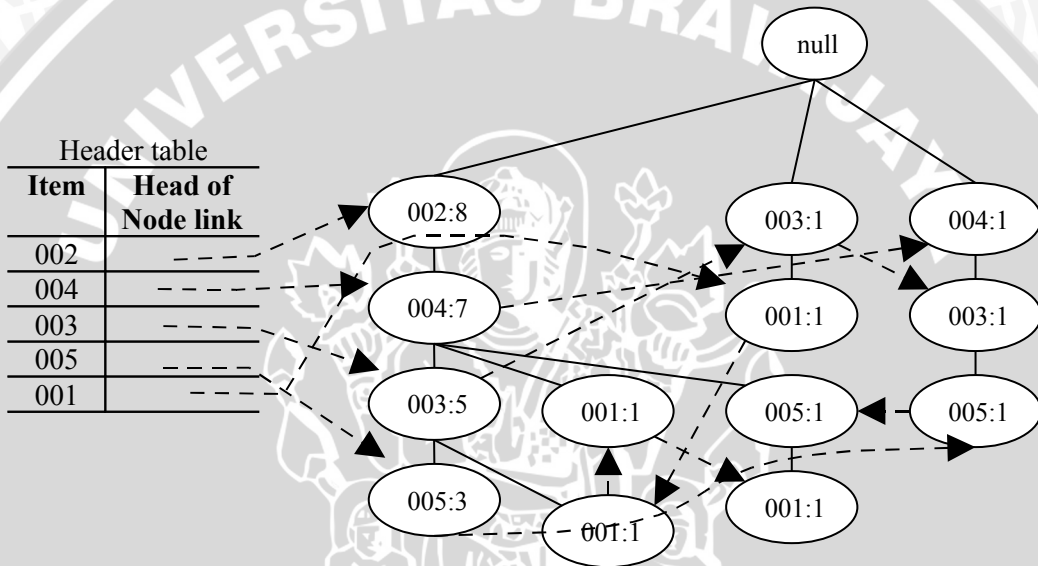 UNIVERSITAS BRAWIJAYA
null
Header table
Item Head of
Node link
002
004
003
005
001
002:8 003:1 004:1
004:7 001:1 003:1
003:5 001:1 005:1 005:1
005:3 001:1 001:1